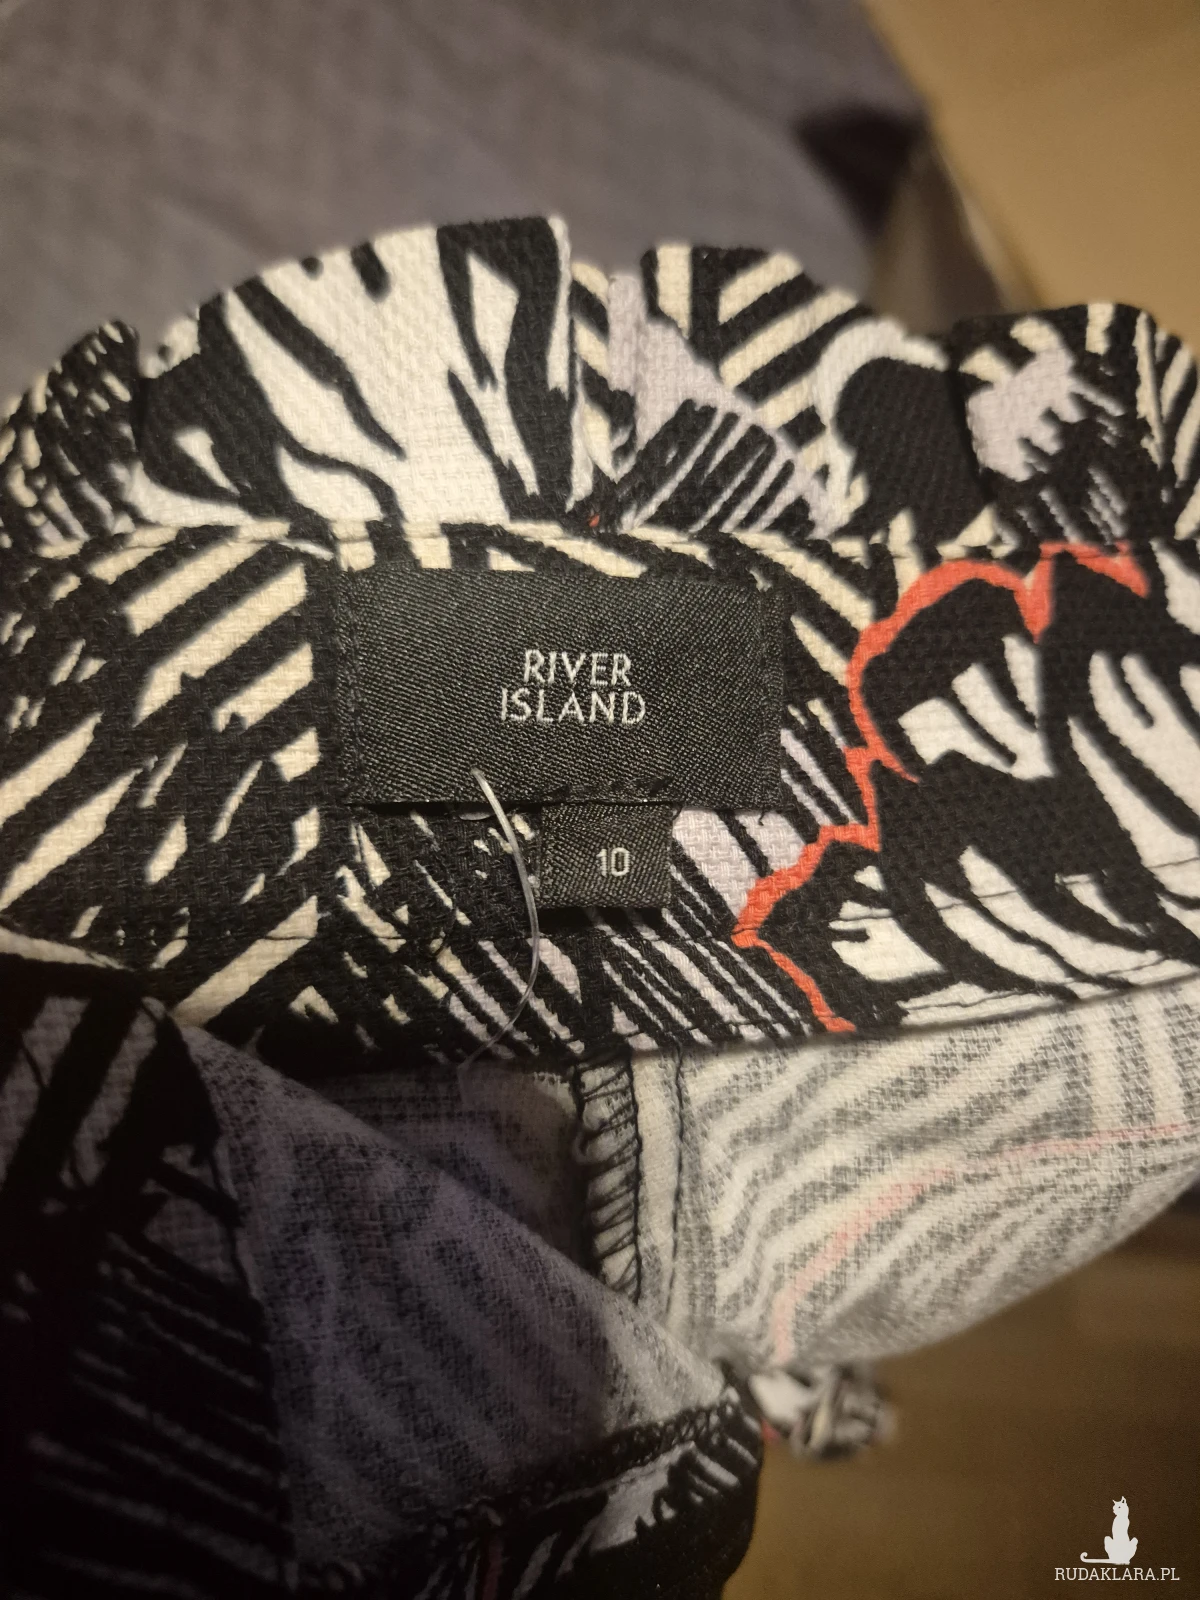 RIVER
ISLAND
10
RUDAKLARA.PL